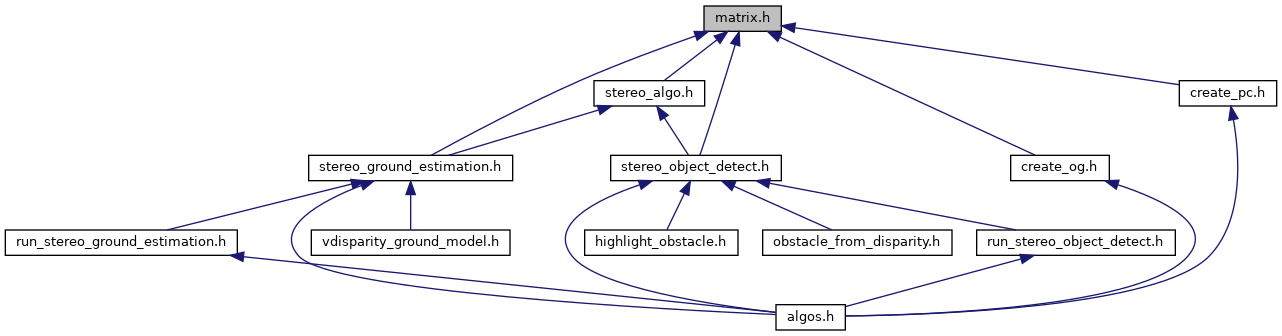 matrix.h
stereo_algo.h
create_pc.h
stereo_ground_estimation.h
stereo_object_detect.h
create_og.h
run_stereo_ground_estimation.h
vdisparity_ground_model.h
highlight_obstacle.h
obstacle_from_disparity.h
run_stereo_object_detect.h
algos.h